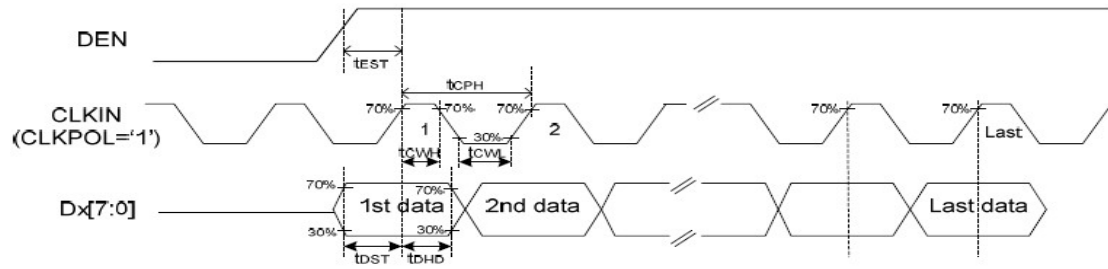 DEN
tEST
tCPH
CLKIN
(CLKPOL='1')
70%
70%
70%
70%
70%
1
2
Last
30%
tCWH
tCWL
Dx[7:0]
70%
70%
1st data
2nd data
Last data
30%
30%
tDST
tDHD